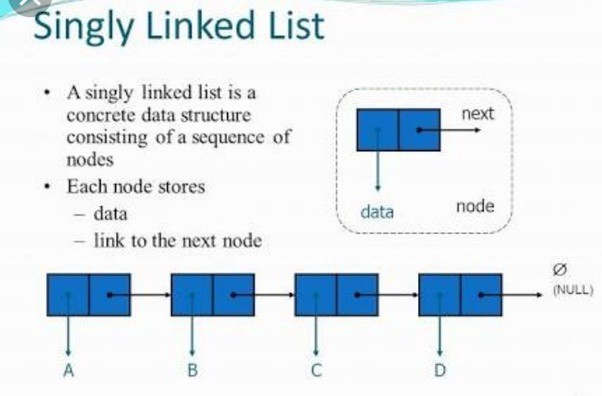 Singly Linked List
• A singly linked list is a
concrete data structure
consisting of a sequence of
nodes
• Each node stores
– data
– link to the next node
next
data
node
Ø
(NULL)
A B C D